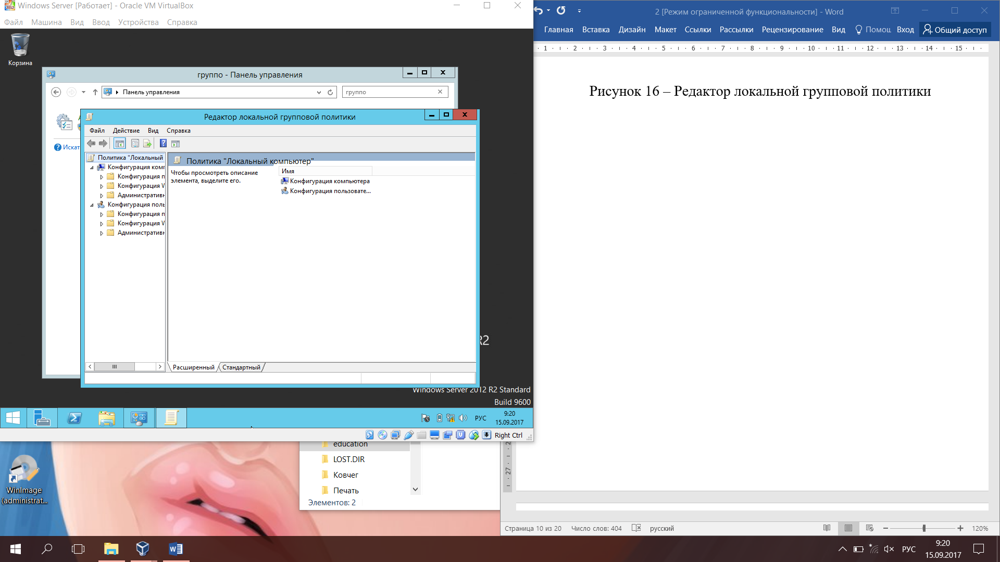 Windows Server [Работает] - Oracle VM VirtualBox
Файл Машина Вид Ввод Устройства Справка
Корзина
группо - Панель управления
Панель управления
группо
Искат
Редактор локальной групповой политики
Файл Действие Вид Справка
Политика "Локальный
Конфигурация комп
Конфигурация п
Конфигурация W
Административн
Конфигурация поль
Конфигурация п
Конфигурация W
Административн
Политика "Локальный компьютер"
Чтобы просмотреть описание
элемента, выделите его.
Имя
Конфигурация компьютера
Конфигурация пользовате...
Расширенный Стандартный
R2
Windows Server 2012 R2 Standard
Build 9600
РУС
9:20
15.09.2017
Right Ctrl
2 [Режим ограниченной функциональности] - Word
Главная Вставка Дизайн Макет Ссылки Рассылки Рецензирование Вид Помощ Вход Общий доступ
1 2 3 4 5 6 7 8 9 10 11 12 13 14 15
Рисунок 16 – Редактор локальной групповой политики
27
Страница 10 из 20 Число слов: 404 русский 120%
education
LOST.DIR
Ковчег
Печать
Элементов: 2
WinImage
(administrat...
РУС
9:20
15.09.2017